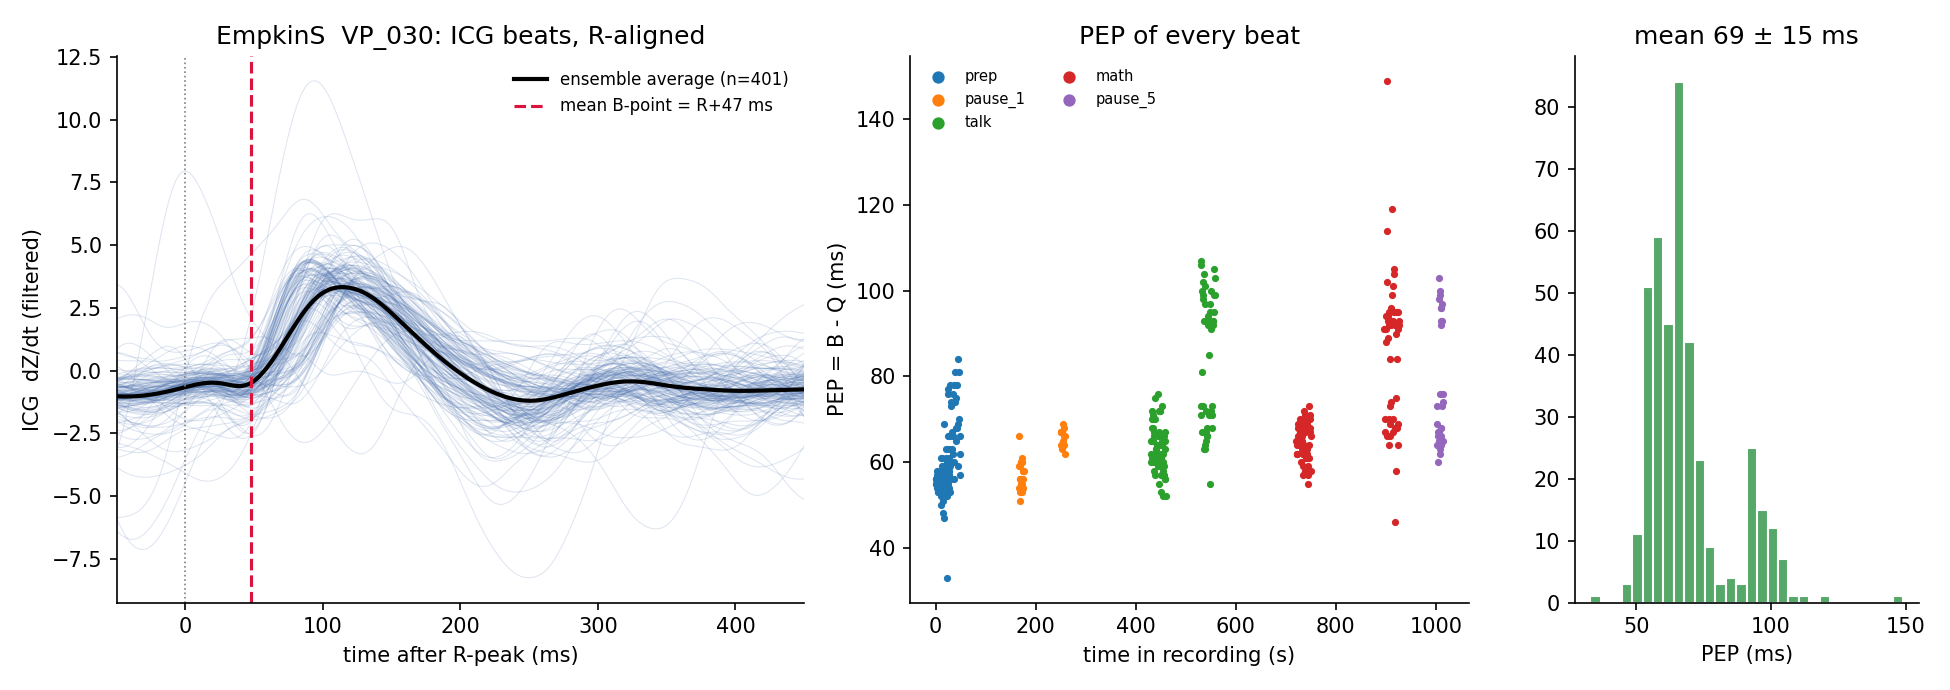 EmpkinS  VP_030: ICG beats, R-aligned
ensemble average (n=401)
mean B-point = R+47 ms
ICG  dZ/dt (filtered)
12.5
10.0
7.5
5.0
2.5
0.0
−2.5
−5.0
−7.5
0
100
200
300
400
time after R-peak (ms)
PEP of every beat
prep
pause_1
talk
math
pause_5
PEP = B - Q (ms)
140
120
100
80
60
40
0
200
400
600
800
1000
time in recording (s)
mean 69 ± 15 ms
80
70
60
50
40
30
20
10
0
50
100
150
PEP (ms)